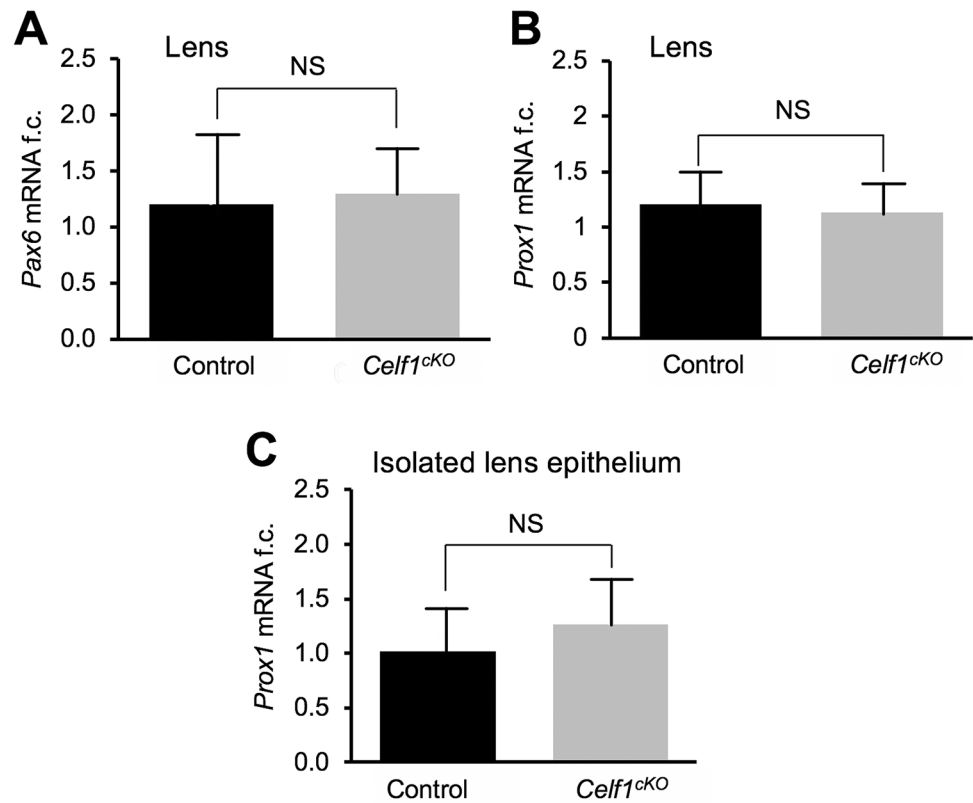 A
Lens
NS
Pax6 mRNA f.c.
2.5
2.0
1.5
1.0
0.5
0.0
Control
Celf1cKO
B
Lens
NS
Prox1 mRNA f.c.
2.5
2
1.5
1
0.5
0
Control
Celf1cKO
C
Isolated lens epithelium
NS
Prox1 mRNA f.c.
2.5
2.0
1.5
1.0
0.5
0.0
Control
Celf1cKO